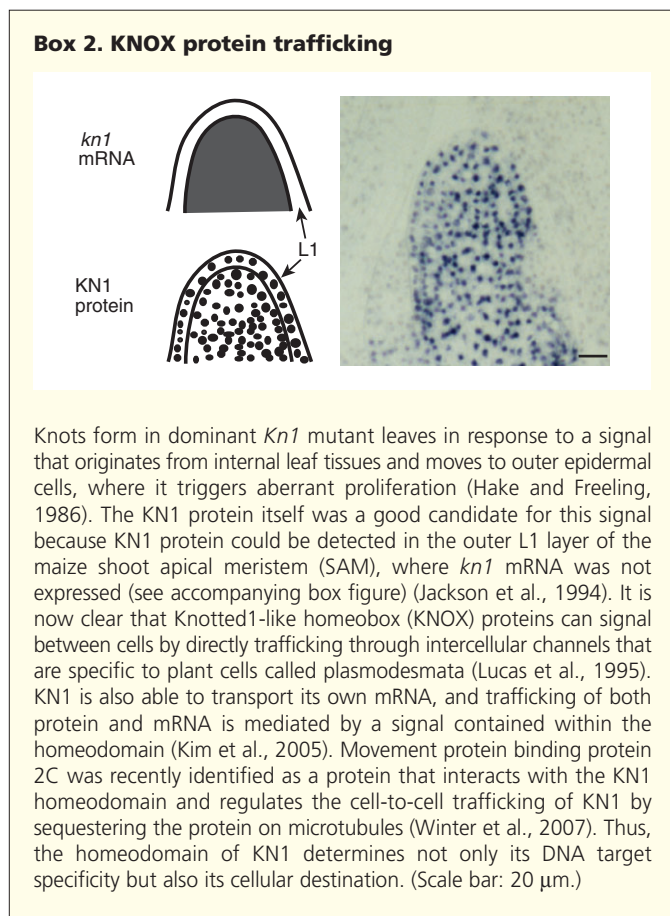 Box 2. KNOX protein trafficking
kn1
mRNA
L1
KN1
protein
Knots form in dominant Kn1 mutant leaves in response to a signal
that originates from internal leaf tissues and moves to outer epidermal
cells, where it triggers aberrant proliferation (Hake and Freeling,
1986). The KN1 protein itself was a good candidate for this signal
because KN1 protein could be detected in the outer L1 layer of the
maize shoot apical meristem (SAM), where kn1 mRNA was not
expressed (see accompanying box figure) (Jackson et al., 1994). It is
now clear that Knotted1-like homeobox (KNOX) proteins can signal
between cells by directly trafficking through intercellular channels that
are specific to plant cells called plasmodesmata (Lucas et al., 1995).
KN1 is also able to transport its own mRNA, and trafficking of both
protein and mRNA is mediated by a signal contained within the
homeodomain (Kim et al., 2005). Movement protein binding protein
2C was recently identified as a protein that interacts with the KN1
homeodomain and regulates the cell-to-cell trafficking of KN1 by
sequestering the protein on microtubules (Winter et al., 2007). Thus,
the homeodomain of KN1 determines not only its DNA target
specificity but also its cellular destination. (Scale bar: 20 μm.)